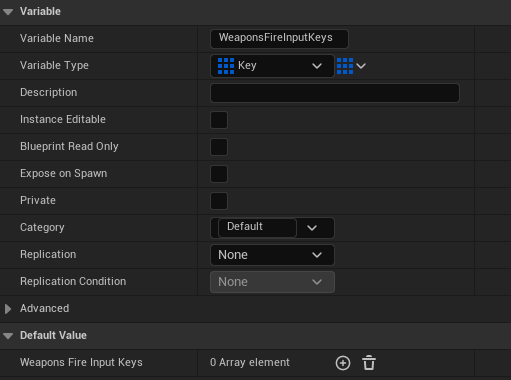 Variable
Variable Name WeaponsFireInputKeys
Variable Type Key
Description
Instance Editable
Blueprint Read Only
Expose on Spawn
Private
Category Default
Replication None
Replication Condition None
Advanced
Default Value
Weapons Fire Input Keys 0 Array element